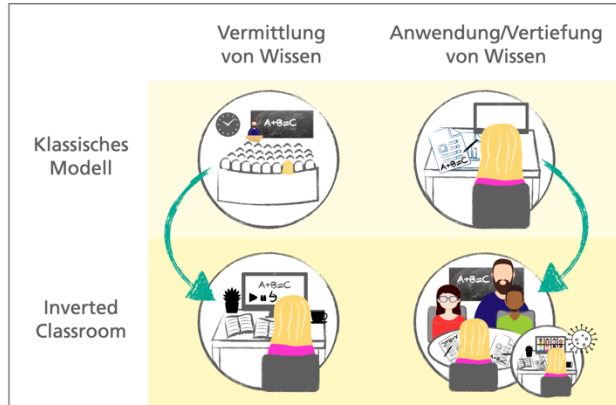 Vermittlung
von Wissen
Anwendung/Vertiefung
von Wissen
Klassisches
Modell
A+B=C
A+B=C
Inverted
Classroom
A+B=C
A+B=C